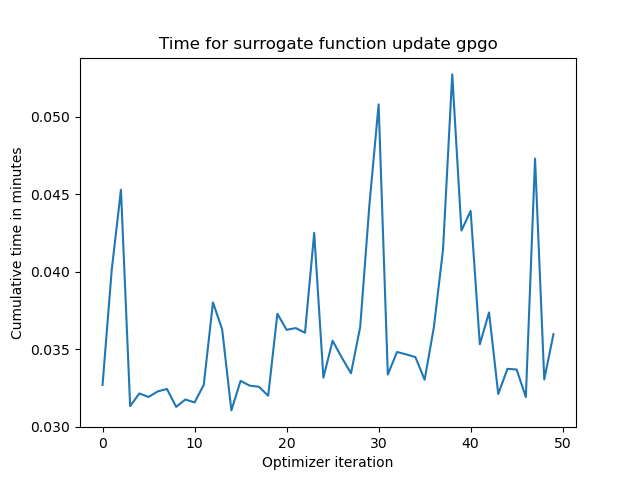 Time for surrogate function update gpgo
0.050
0.045
0.040
0.035
0.030
Cumulative time in minutes
0 10 20 30 40 50
Optimizer iteration